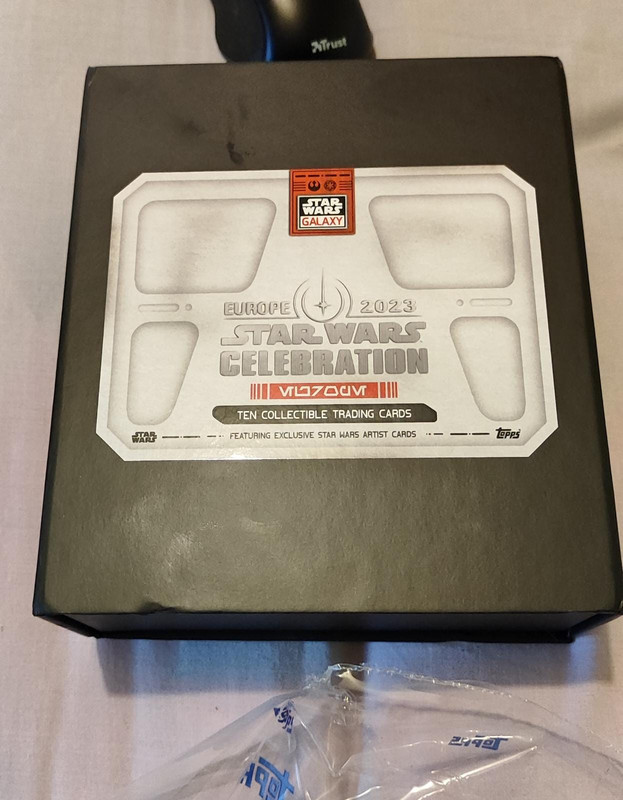 Trust
STAR
WARS
GALAXY
EUROPE 2023
STAR WARS
CELEBRATION
TEN COLLECTIBLE TRADING CARDS
STAR
WARS
FEATURING EXCLUSIVE STAR WARS ARTIST CARDS
Topps
Topps